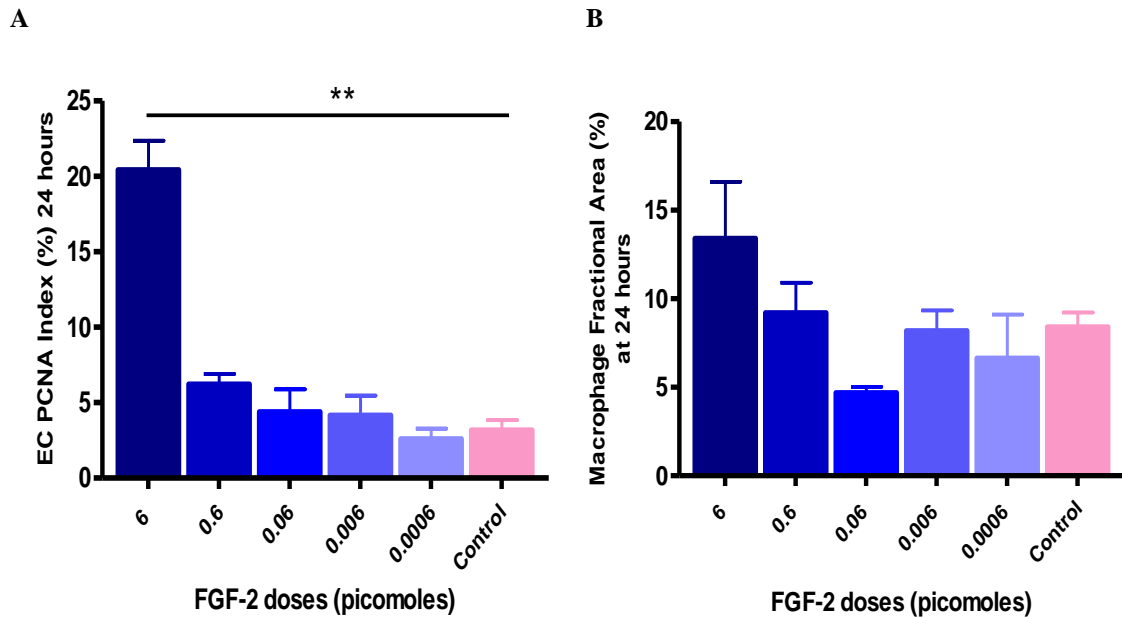 A
EC PCNA Index (%) 24 hours
25
20
15
10
5
0
**
6
0.6
0.06
0.006
0.0006
Control
FGF-2 doses (picomoles)
B
Macrophage Fractional Area (%)
at 24 hours
20
15
10
5
0
6
0.6
0.06
0.006
0.0006
Control
FGF-2 doses (picomoles)